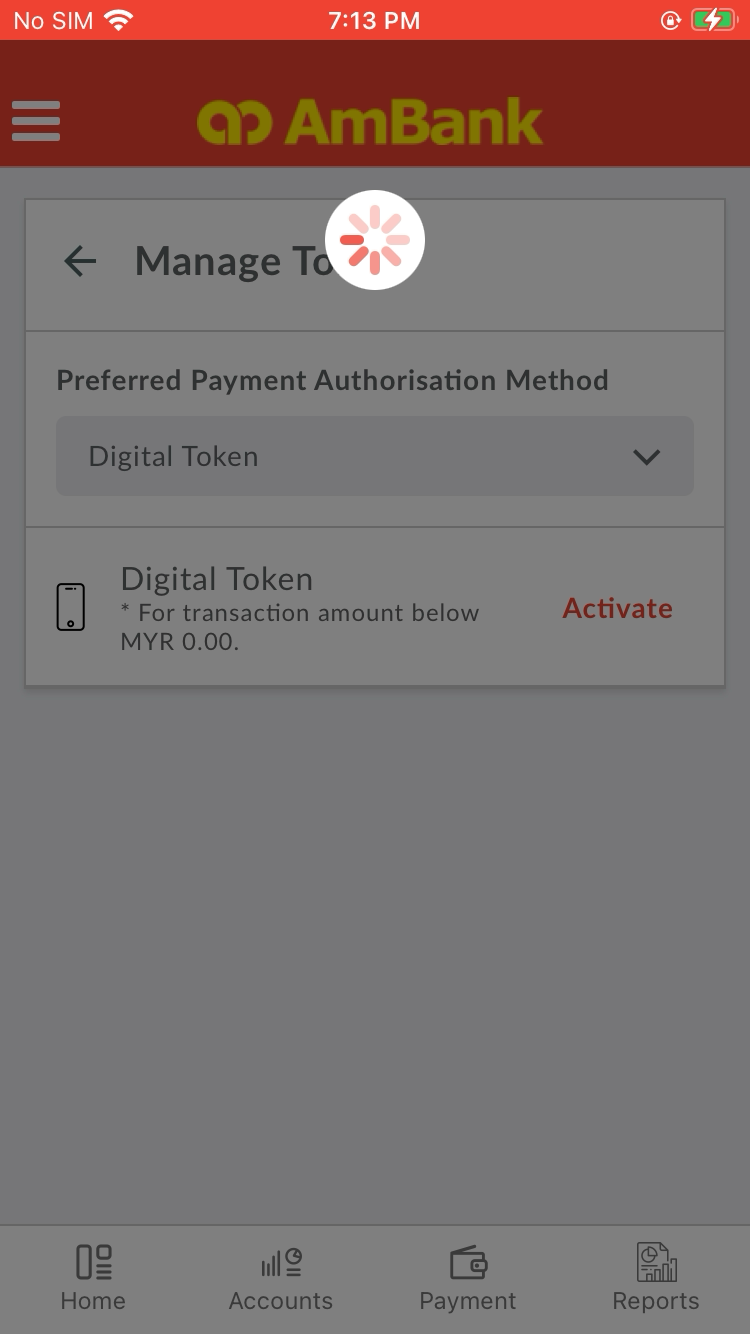 No SIM 7:13 PM
AmBank
Manage To
Preferred Payment Authorisation Method
Digital Token
Digital Token
* For transaction amount below
MYR 0.00.
Activate
Home Accounts Payment Reports